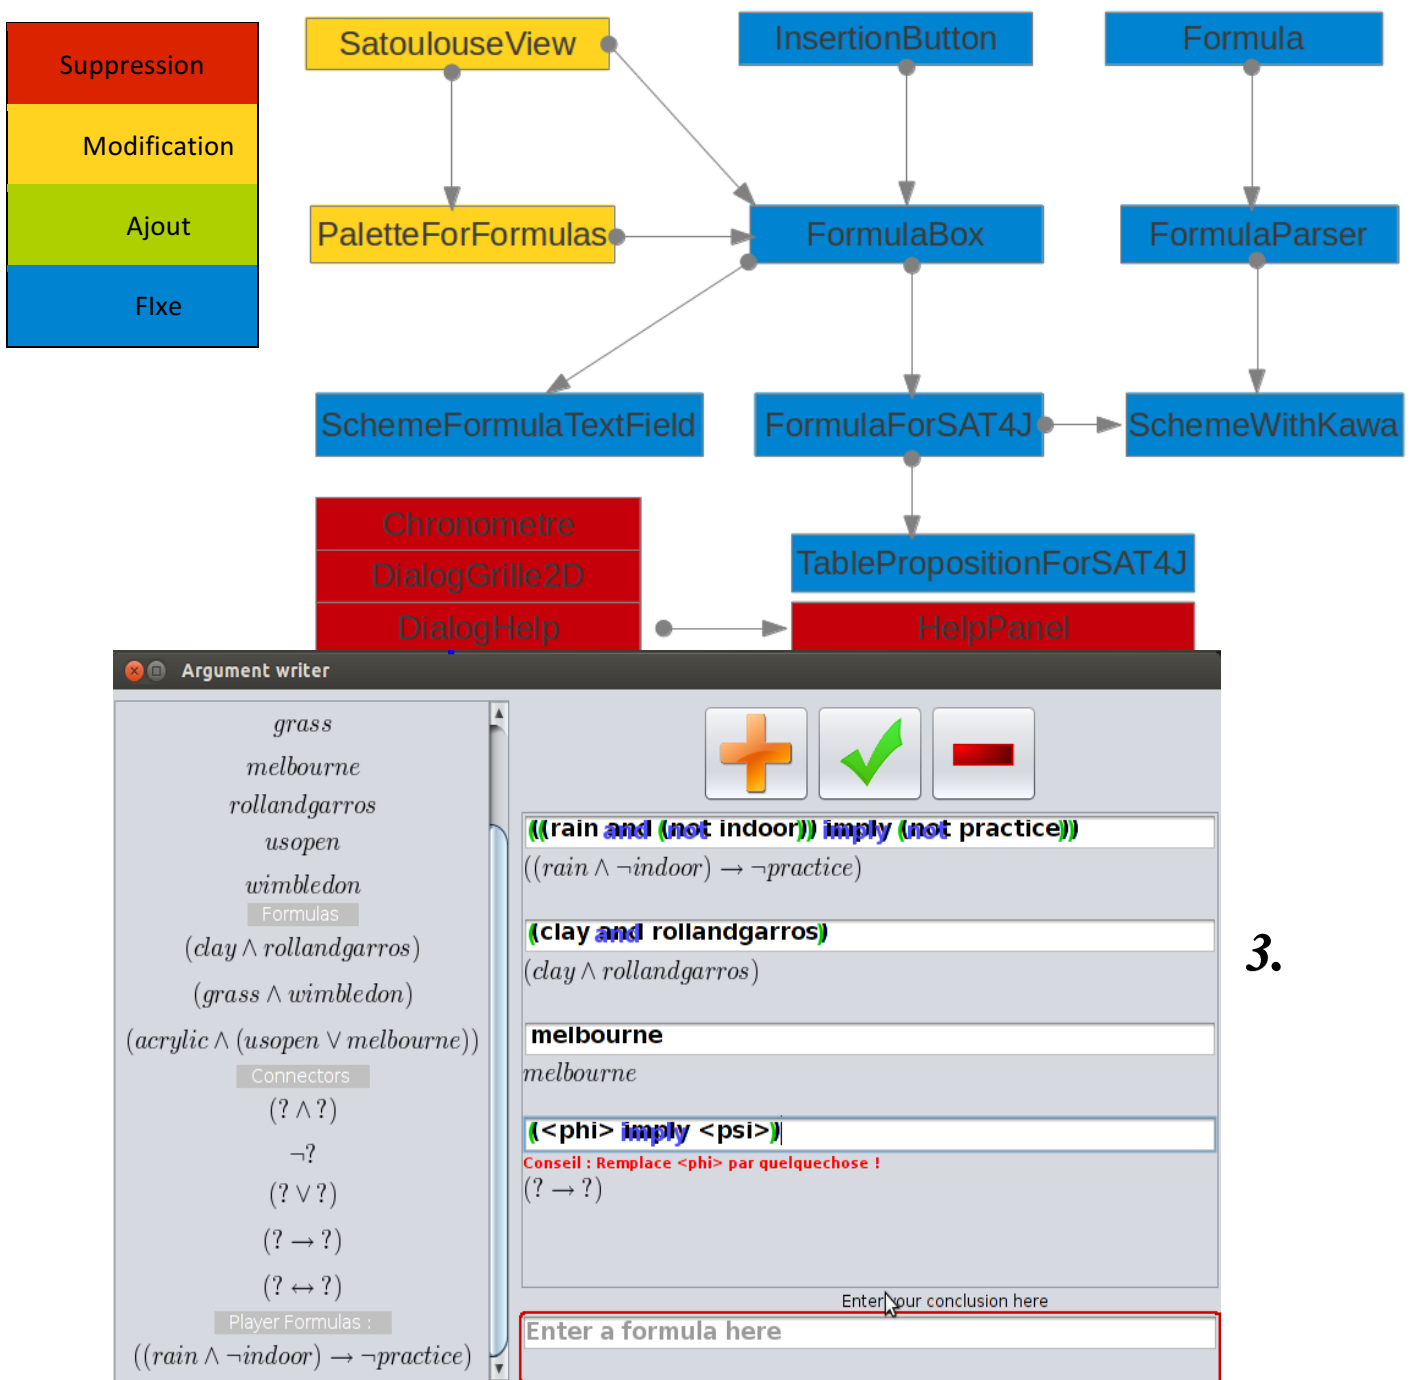 Suppression
Modification
Ajout
FIxe
SatoulouseView
InsertionButton
Formula
PaletteForFormulas
FormulaBox
FormulaParser
SchemeFormulaTextField
FormulaForSAT4J
SchemeWithKawa
Chronometre
DialogGrille2D
TablePropositionForSAT4J
DialogHelp
HelpPanel
Argument writer
grass
melbourne
rollandgarros
usopen
wimbledon
Formulas
(clay ∧ rollandgarros)
(grass ∧ wimbledon)
(acrylic ∧ (usopen ∨ melbourne))
Connectors
(? ∧ ?)
¬?
(? ∨ ?)
(? → ?)
(? ↔ ?)
Player Formulas :
((rain ∧ ¬indoor) → ¬practice)
((rain and (not indoor)) imply (not practice))
((rain ∧ ¬indoor) → ¬practice)
(clay and rollandgarros)
(clay ∧ rollandgarros)
melbourne
melbourne
(<phi> imply <psi>)
Conseil : Remplace <phi> par quelquechose !
(? → ?)
Enter your conclusion here
Enter a formula here
3.